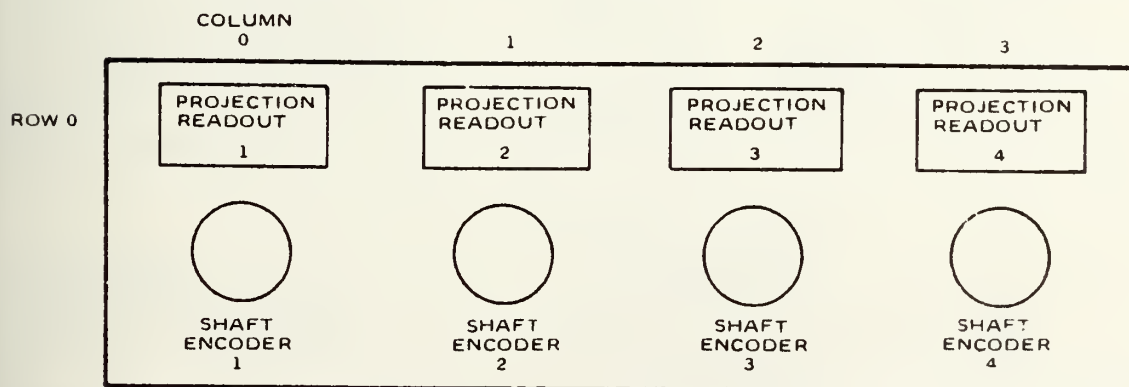 COLUMN
0 1 2 3
ROW 0
PROJECTION READOUT 1
PROJECTION READOUT 2
PROJECTION READOUT 3
PROJECTION READOUT 4
SHAFT ENCODER 1
SHAFT ENCODER 2
SHAFT ENCODER 3
SHAFT ENCODER 4